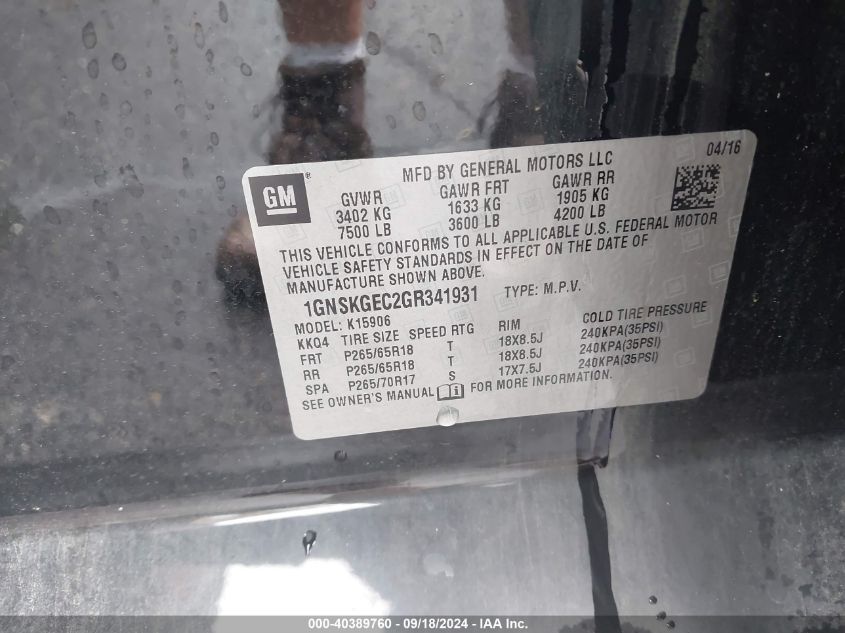 MFD BY GENERAL MOTORS LLC
04/16
GM
®
GVWR GAWR FRT GAWR RR
3402 KG 1633 KG 1905 KG
7500 LB 3600 LB 4200 LB
THIS VEHICLE CONFORMS TO ALL APPLICABLE U.S. FEDERAL MOTOR
VEHICLE SAFETY STANDARDS IN EFFECT ON THE DATE OF
MANUFACTURE SHOWN ABOVE.
1GNSKGEC2GR341931 TYPE: M.P.V.
MODEL: K15906
KKQ4 TIRE SIZE SPEED RTG RIM COLD TIRE PRESSURE
FRT P265/65R18 T 18X8.5J 240KPA(35PSI)
RR P265/65R18 T 18X8.5J 240KPA(35PSI)
SPA P265/70R17 S 17X7.5J 240KPA(35PSI)
SEE OWNER'S MANUAL FOR MORE INFORMATION.
000-40389760 - 09/18/2024 - IAA Inc.